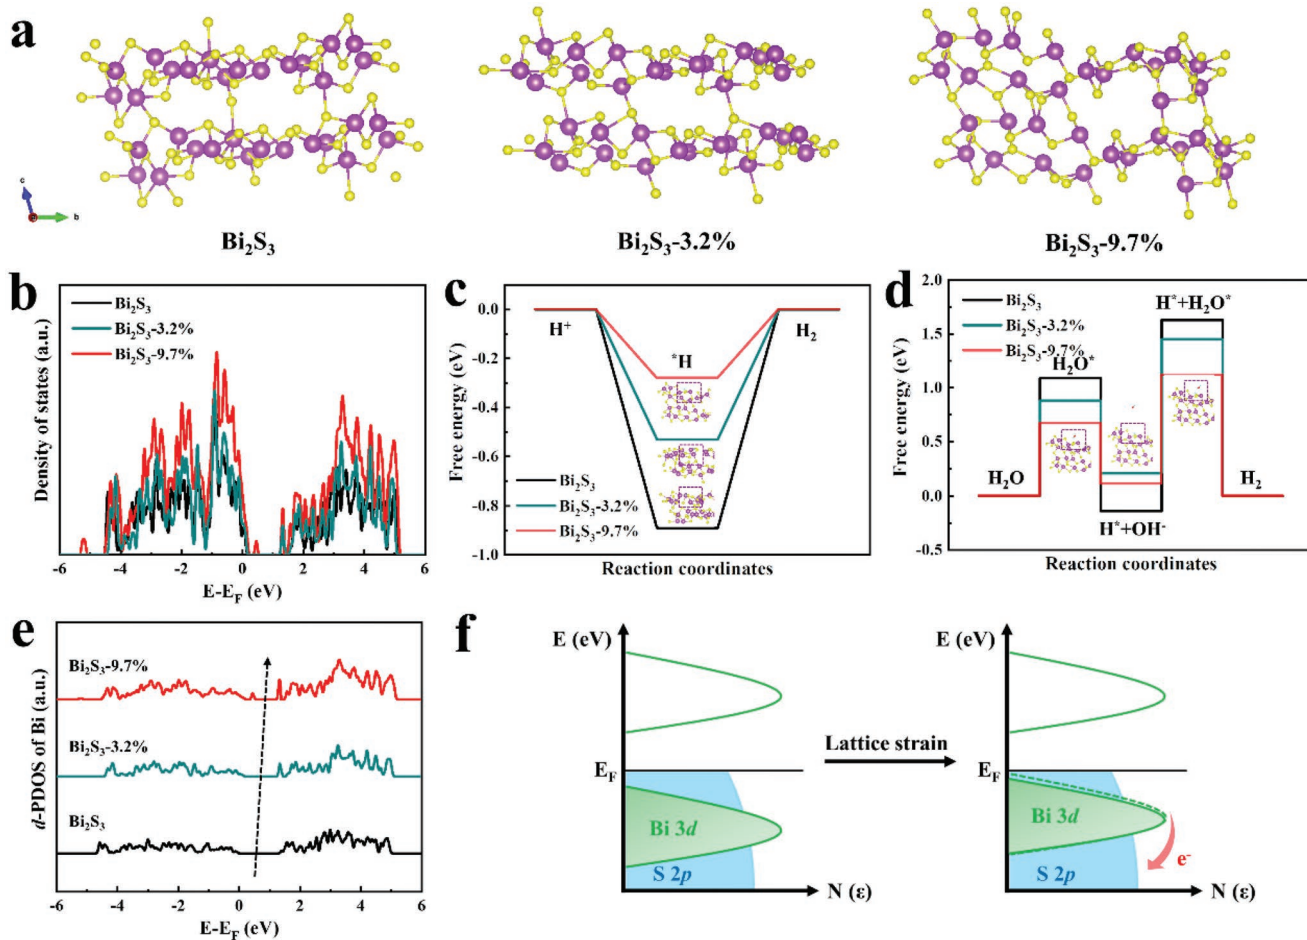 a
c
b
Bi₂S₃
Bi₂S₃-3.2%
Bi₂S₃-9.7%
b
Bi₂S₃
Bi₂S₃-3.2%
Bi₂S₃-9.7%
Density of states (a.u.)
-6 -4 -2 0 2 4 6
E-E_F (eV)
c
0.0
-0.2
-0.4
-0.6
-0.8
-1.0
Free energy (eV)
H⁺
*H
H₂
Bi₂S₃
Bi₂S₃-3.2%
Bi₂S₃-9.7%
Reaction coordinates
d
2.0
1.5
1.0
0.5
0.0
-0.5
Free energy (eV)
Bi₂S₃
Bi₂S₃-3.2%
Bi₂S₃-9.7%
H*+H₂O*
H₂O*
H₂O
H₂
H*+OH⁻
Reaction coordinates
e
d-PDOS of Bi (a.u.)
Bi₂S₃-9.7%
Bi₂S₃-3.2%
Bi₂S₃
-6 -4 -2 0 2 4 6
E-E_F (eV)
f
E (eV)
E_F
Bi 3d
S 2p
N (ε)
Lattice strain
E (eV)
E_F
Bi 3d
S 2p
e⁻
N (ε)